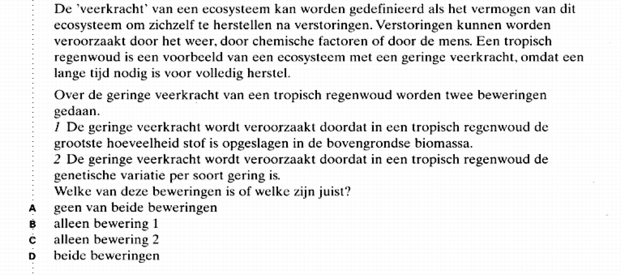 De 'veerkracht' van een ecosysteem kan worden gedefinieerd als het vermogen van dit
ecosysteem om zichzelf te herstellen na verstoringen. Verstoringen kunnen worden
veroorzaakt door het weer, door chemische factoren of door de mens. Een tropisch
regenwoud is een voorbeeld van een ecosysteem met een geringe veerkracht, omdat een
lange tijd nodig is voor volledig herstel.
Over de geringe veerkracht van een tropisch regenwoud worden twee beweringen
gedaan.
1 De geringe veerkracht wordt veroorzaakt doordat in een tropisch regenwoud de
grootste hoeveelheid stof is opgeslagen in de bovengrondse biomassa.
2 De geringe veerkracht wordt veroorzaakt doordat in een tropisch regenwoud de
genetische variatie per soort gering is.
Welke van deze beweringen is of welke zijn juist?
A geen van beide beweringen
B alleen bewering 1
C alleen bewering 2
D beide beweringen